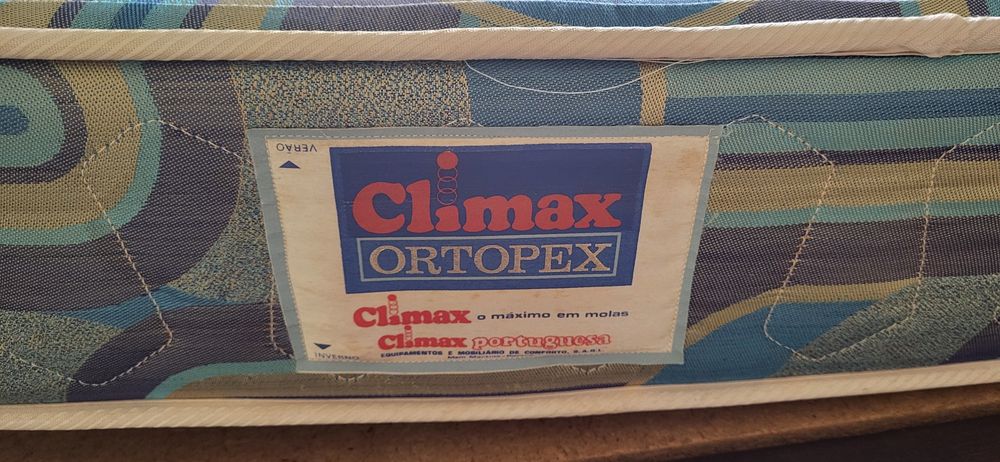 VERÃO
Climax
ORTOPEX
Climax o máximo em molas
Climax portuguesa
EQUIPAMENTOS E MOBILIÁRIO DE CONFORTO, S.A.R.L.
INVERNO